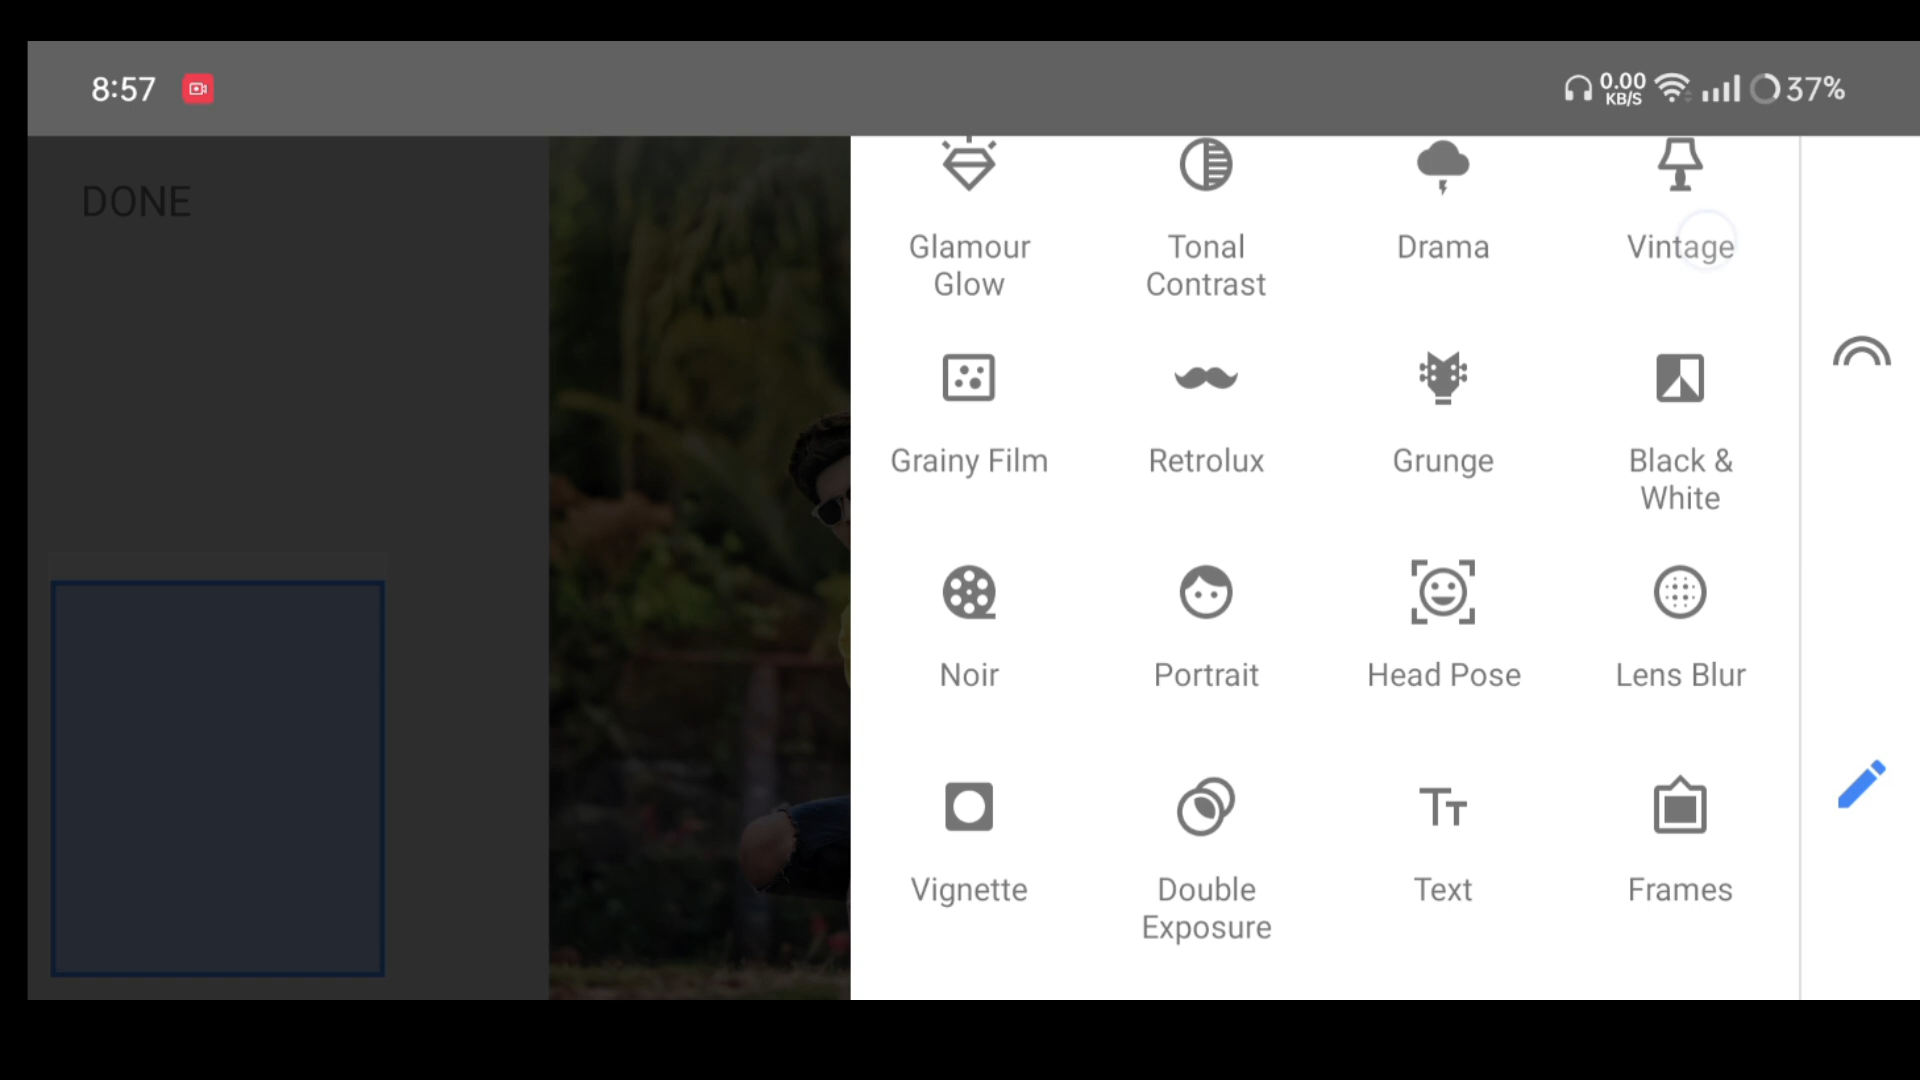 8:57
0.00
KB/S
37%
DONE
Glamour
Glow
Tonal
Contrast
Drama
Vintage
Grainy Film
Retrolux
Grunge
Black &
White
Noir
Portrait
Head Pose
Lens Blur
Vignette
Double
Exposure
Text
Frames